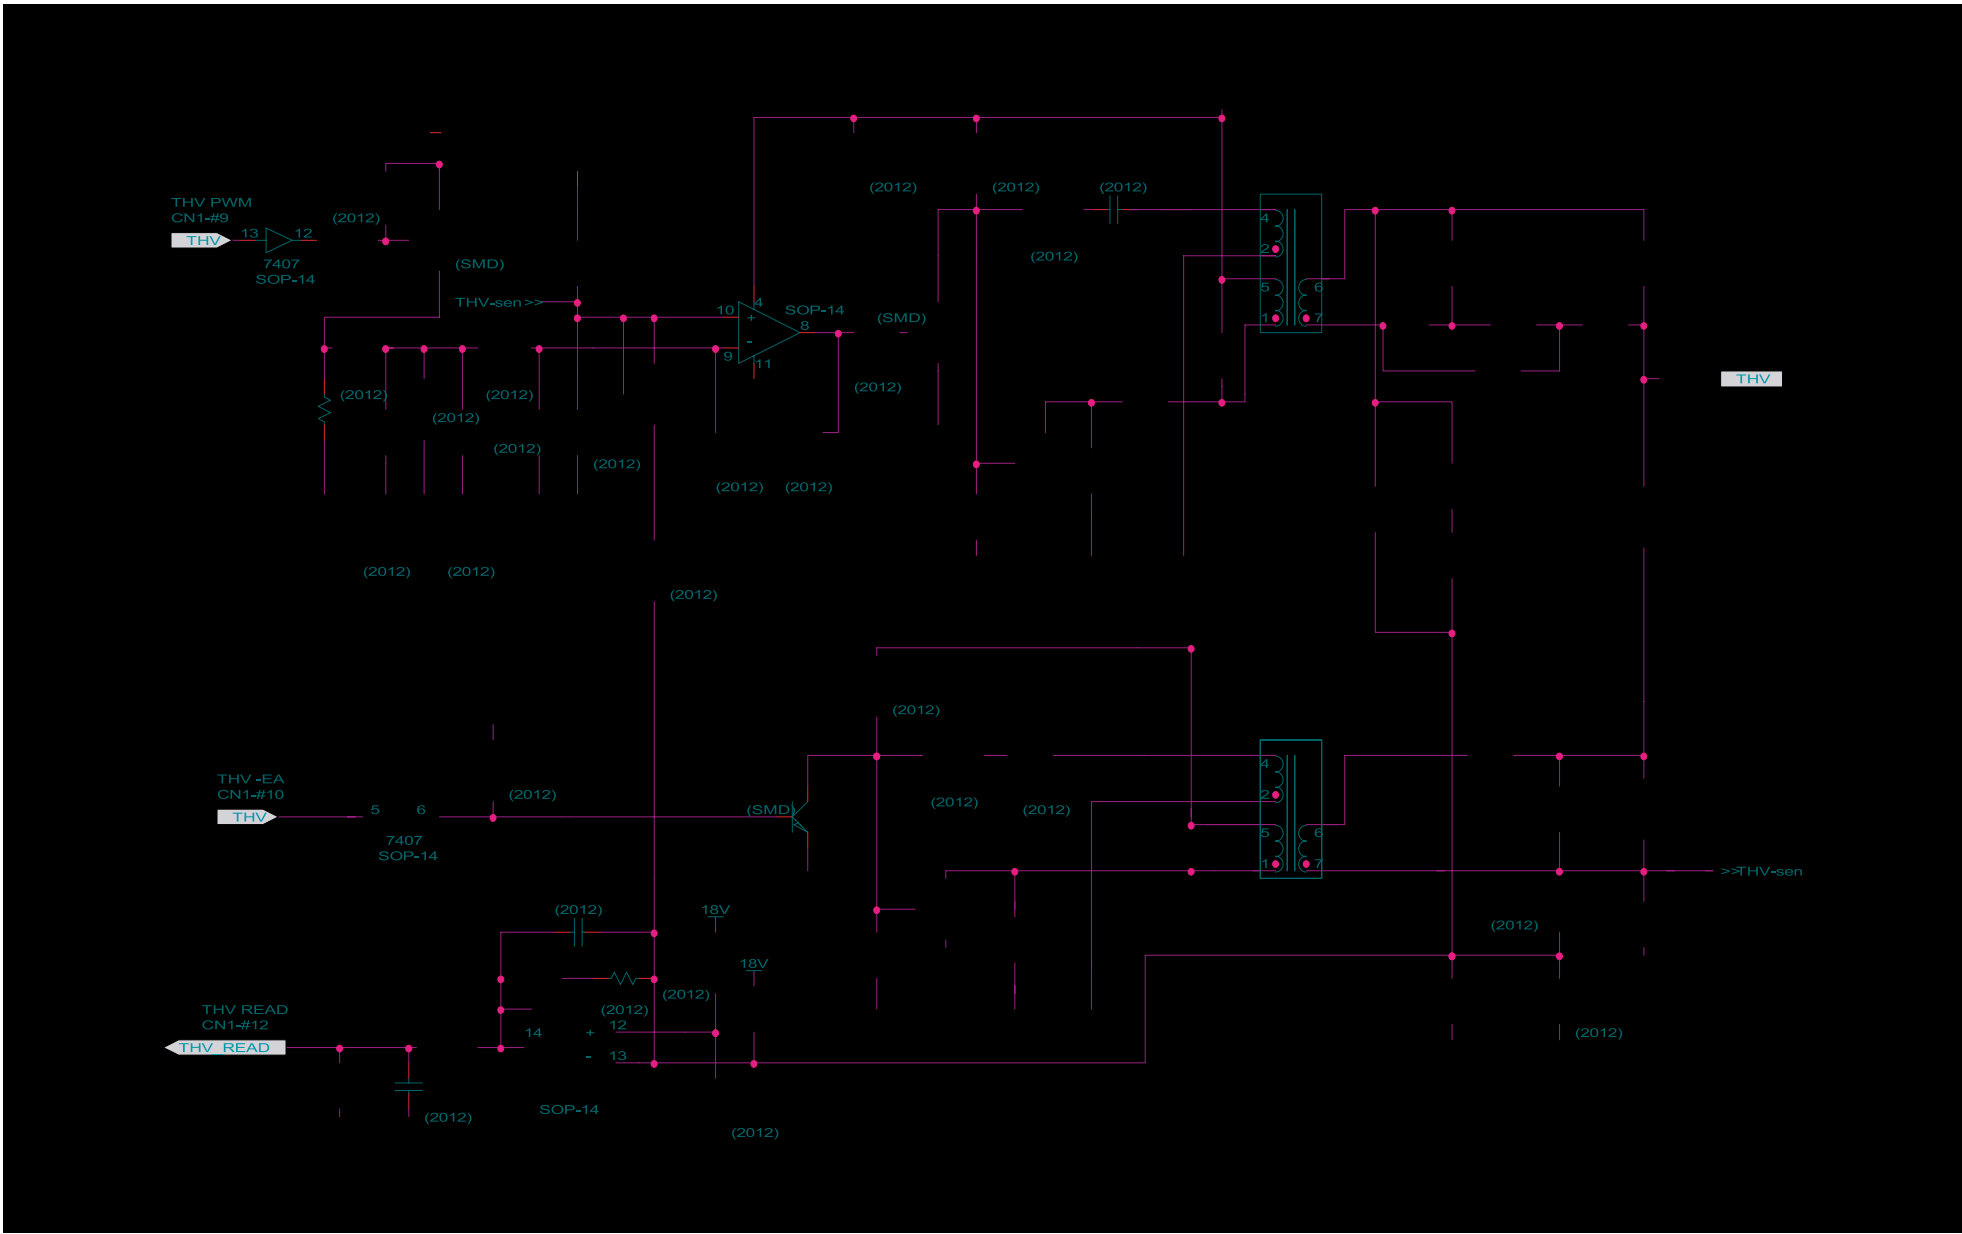 (2012)
(2012)
(2012)
THV PWM
CN1-#9
(2012)
THV
13
12
4
2
(2012)
7407
SOP-14
(SMD)
5
6
THV-sen >>
4
10
+
SOP-14
8
(SMD)
1
7
9
-
11
THV
(2012)
(2012)
(2012)
(2012)
(2012)
(2012)
(2012)
(2012)
(2012)
(2012)
(2012)
(2012)
(2012)
THV -EA
CN1-#10
THV
5
6
7407
SOP-14
(2012)
(SMD)
(2012)
(2012)
4
2
5
6
1
7
>>THV-sen
(2012)
18V
(2012)
18V
(2012)
(2012)
THV READ
CN1-#12
THV_READ
14
+
12
-
13
(2012)
SOP-14
(2012)
(2012)